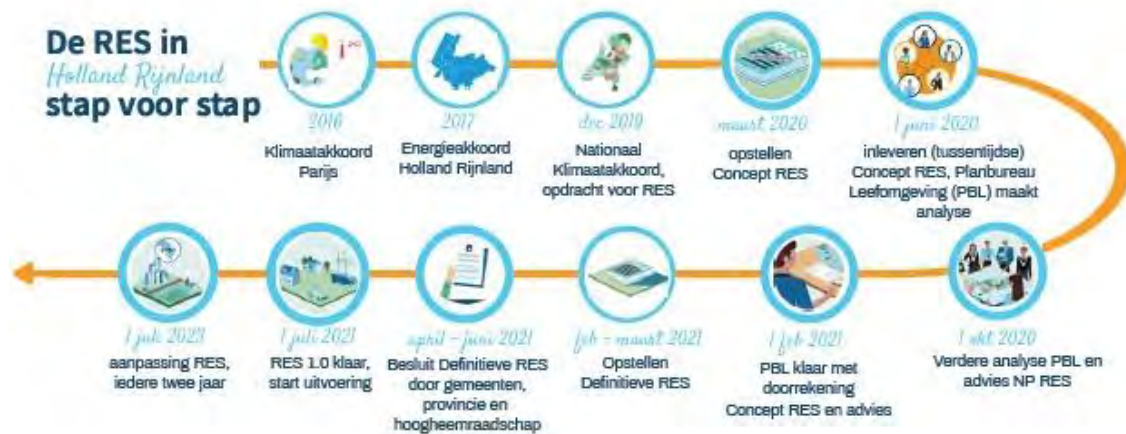 De RES in
Holland Rijnland
stap voor stap
2016
Klimaatakkoord
Parijs
2017
Energieakkoord
Holland Rijnland
dec 2019
Nationaal
Klimaatakkoord,
opdracht voor RES
maart 2020
opstellen
Concept RES
1 juni 2020
inleveren (tussentijdse)
Concept RES, Planbureau
Leefomgeving (PBL) maakt
analyse
1 okt 2020
Verdere analyse PBL en
advies NP RES
1 feb 2021
PBL klaar met
doorrekening
Concept RES en advies
feb - maart 2021
Opstellen
Definitieve RES
april - juni 2021
Besluit Definitieve RES
door gemeenten,
provincie en
hoogheemraadschap
1 juli 2021
RES 1.0 klaar,
start uitvoering
1 juli 2023
aanpassing RES,
iedere twee jaar